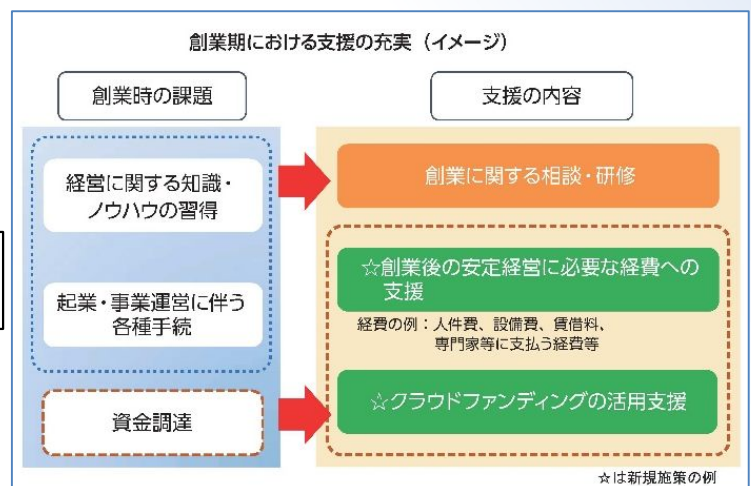 創業期における支援の充実（イメージ）
創業時の課題
支援の内容
経営に関する知識・
ノウハウの習得
創業に関する相談・研修
起業・事業運営に伴う
各種手続
☆創業後の安定経営に必要な経費への
支援
経費の例：人件費、設備費、賃借料、
専門家等に支払う経費等
資金調達
☆クラウドファンディングの活用支援
☆は新規施策の例